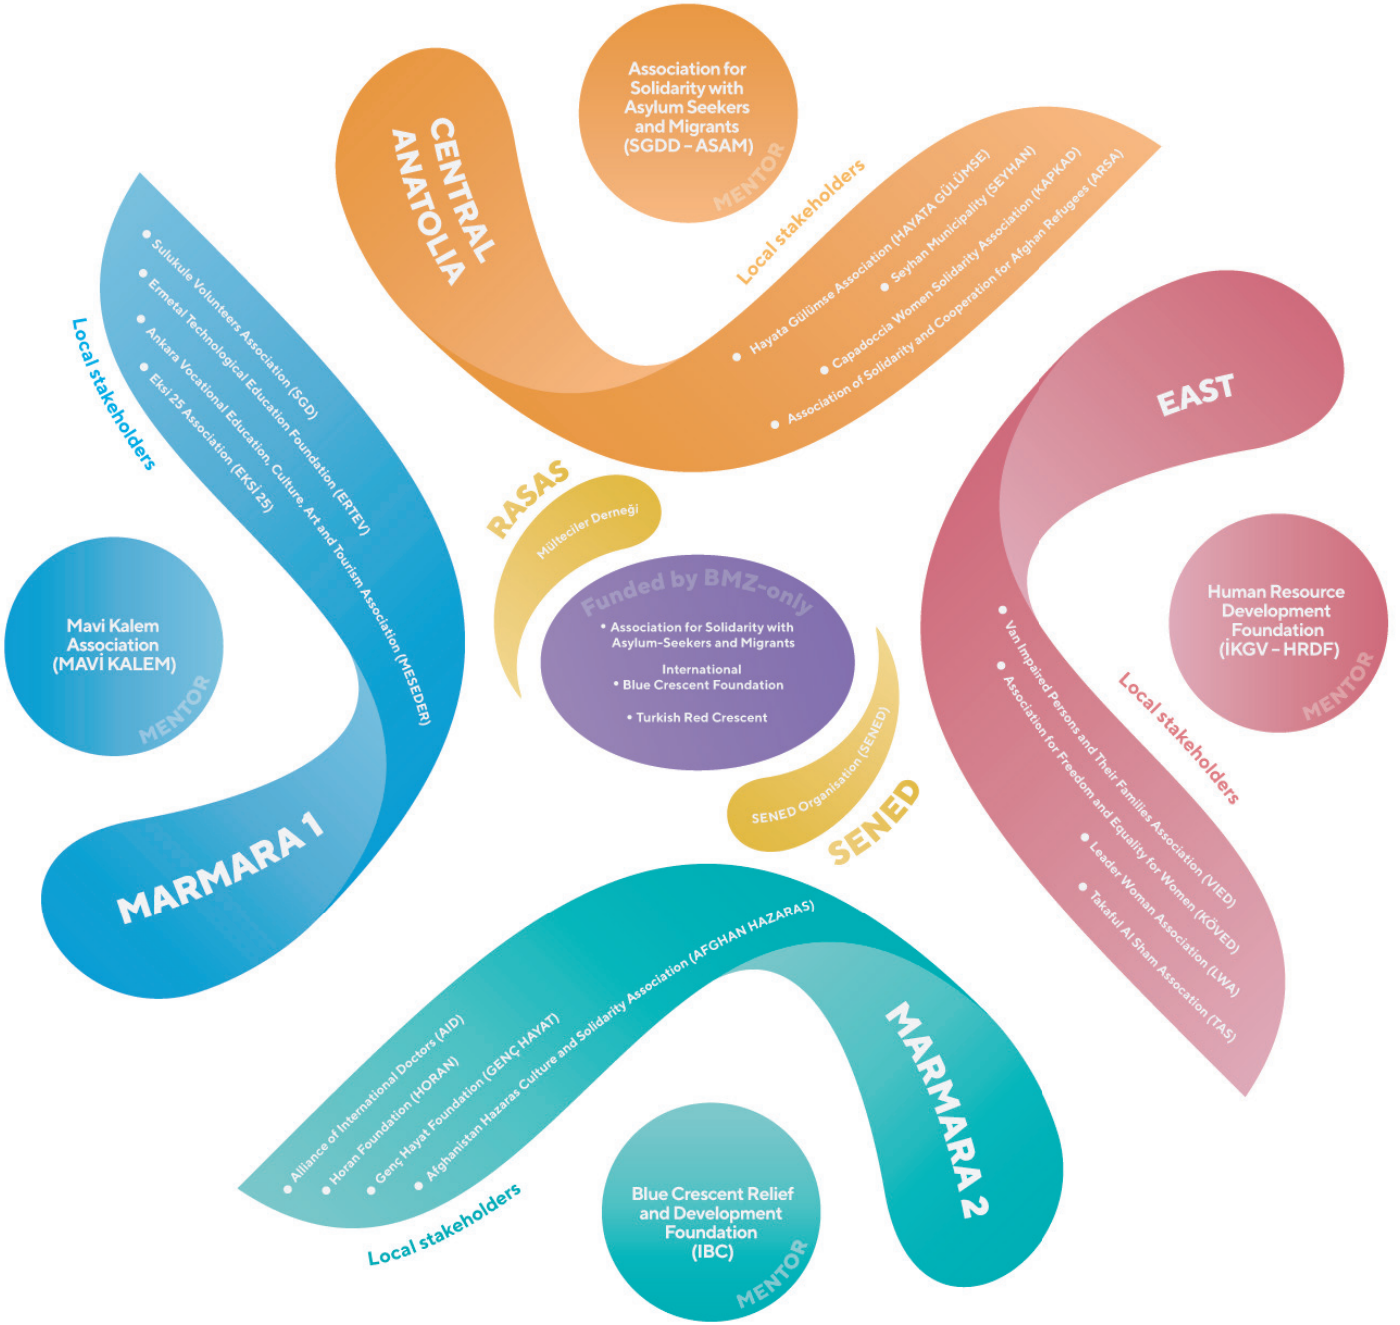 CENTRAL
ANATOLIA
Association for
Solidarity with
Asylum Seekers
and Migrants
(SGDD – ASAM)
MENTOR
Local stakeholders
• Hayata Gülümse Association (HAYATA GÜLÜMSE)
• Seyhan Municipality (SEYHAN)
• Capadoccia Women Solidarity Association (KAPKAD)
• Association of Solidarity and Cooperation for Afghan Refugees (ARSA)
EAST
Human Resource
Development
Foundation
(İKGV – HRDF)
MENTOR
Local stakeholders
• Van Impaired Persons and Their Families Association (VIED)
• Association for Freedom and Equality for Women (KÖVED)
• Leader Woman Association (LWA)
• Takaful Al Sham Assocation (TAS)
MARMARA 1
Mavi Kalem
Association
(MAVİ KALEM)
MENTOR
Local stakeholders
• Sulukule Volunteers Association (SGD)
• Ermetal Technological Education Foundation (ERTEV)
• Ankara Vocational Education, Culture, Art and Tourism Association (MESEDER)
• Eksi 25 Association (EKSİ 25)
RASAS
Mülteciler Derneği
Funded by BMZ-only
• Association for Solidarity with
Asylum-Seekers and Migrants
International
• Blue Crescent Foundation
• Turkish Red Crescent
SENED Organisation (SENED)
SENED
MARMARA 2
Blue Crescent Relief
and Development
Foundation
(IBC)
MENTOR
Local stakeholders
• Alliance of International Doctors (AID)
• Horan Foundation (HORAN)
• Genç Hayat Foundation (GENÇ HAYAT)
• Afghanistan Hazaras Culture and Solidarity Association (AFGHAN HAZARAS)